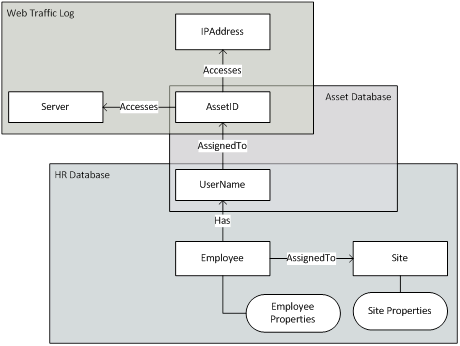 Web Traffic Log
IPAddress
Accesses
Asset Database
Server
Accesses
AssetID
AssignedTo
HR Database
UserName
Has
Employee
AssignedTo
Site
Employee
Properties
Site Properties